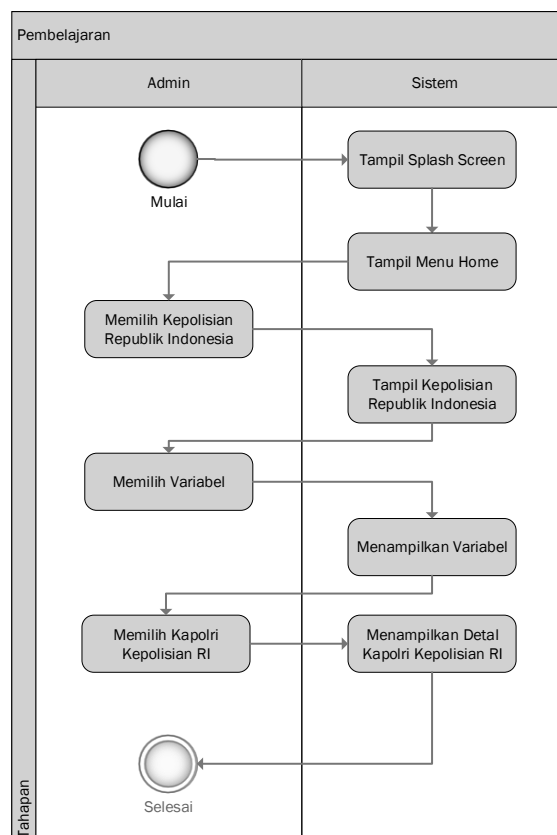 Pembelajaran
Admin
Sistem
Tampil Splash Screen
Mulai
Tampil Menu Home
Memilih Kepolisian
Republik Indonesia
Tampil Kepolisian
Republik Indonesia
Memilih Variabel
Menampilkan Variabel
Memilih Kapolri
Kepolisian RI
Menampilkan Detal
Kapolri Kepolisian RI
Selesai
Tahapan